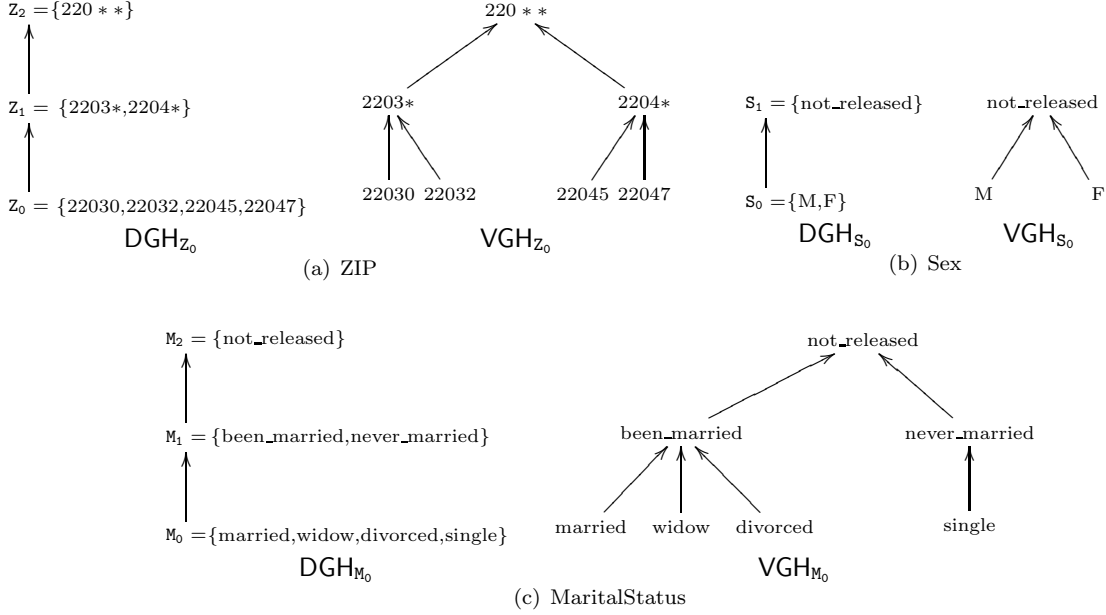 Z₂ ={220 ∗ ∗}
220 ∗ ∗
Z₁ = {2203∗,2204∗}
2203∗
2204∗
S₁ = {not_released}
not_released
Z₀ = {22030,22032,22045,22047}
22030 22032
22045 22047
S₀ ={M,F}
M
F
DGH_Z₀
VGH_Z₀
DGH_S₀
VGH_S₀
(a) ZIP
(b) Sex
M₂ = {not_released}
not_released
M₁ = {been_married,never_married}
been_married
never_married
M₀ ={married,widow,divorced,single}
married widow divorced
single
DGH_M₀
VGH_M₀
(c) MaritalStatus